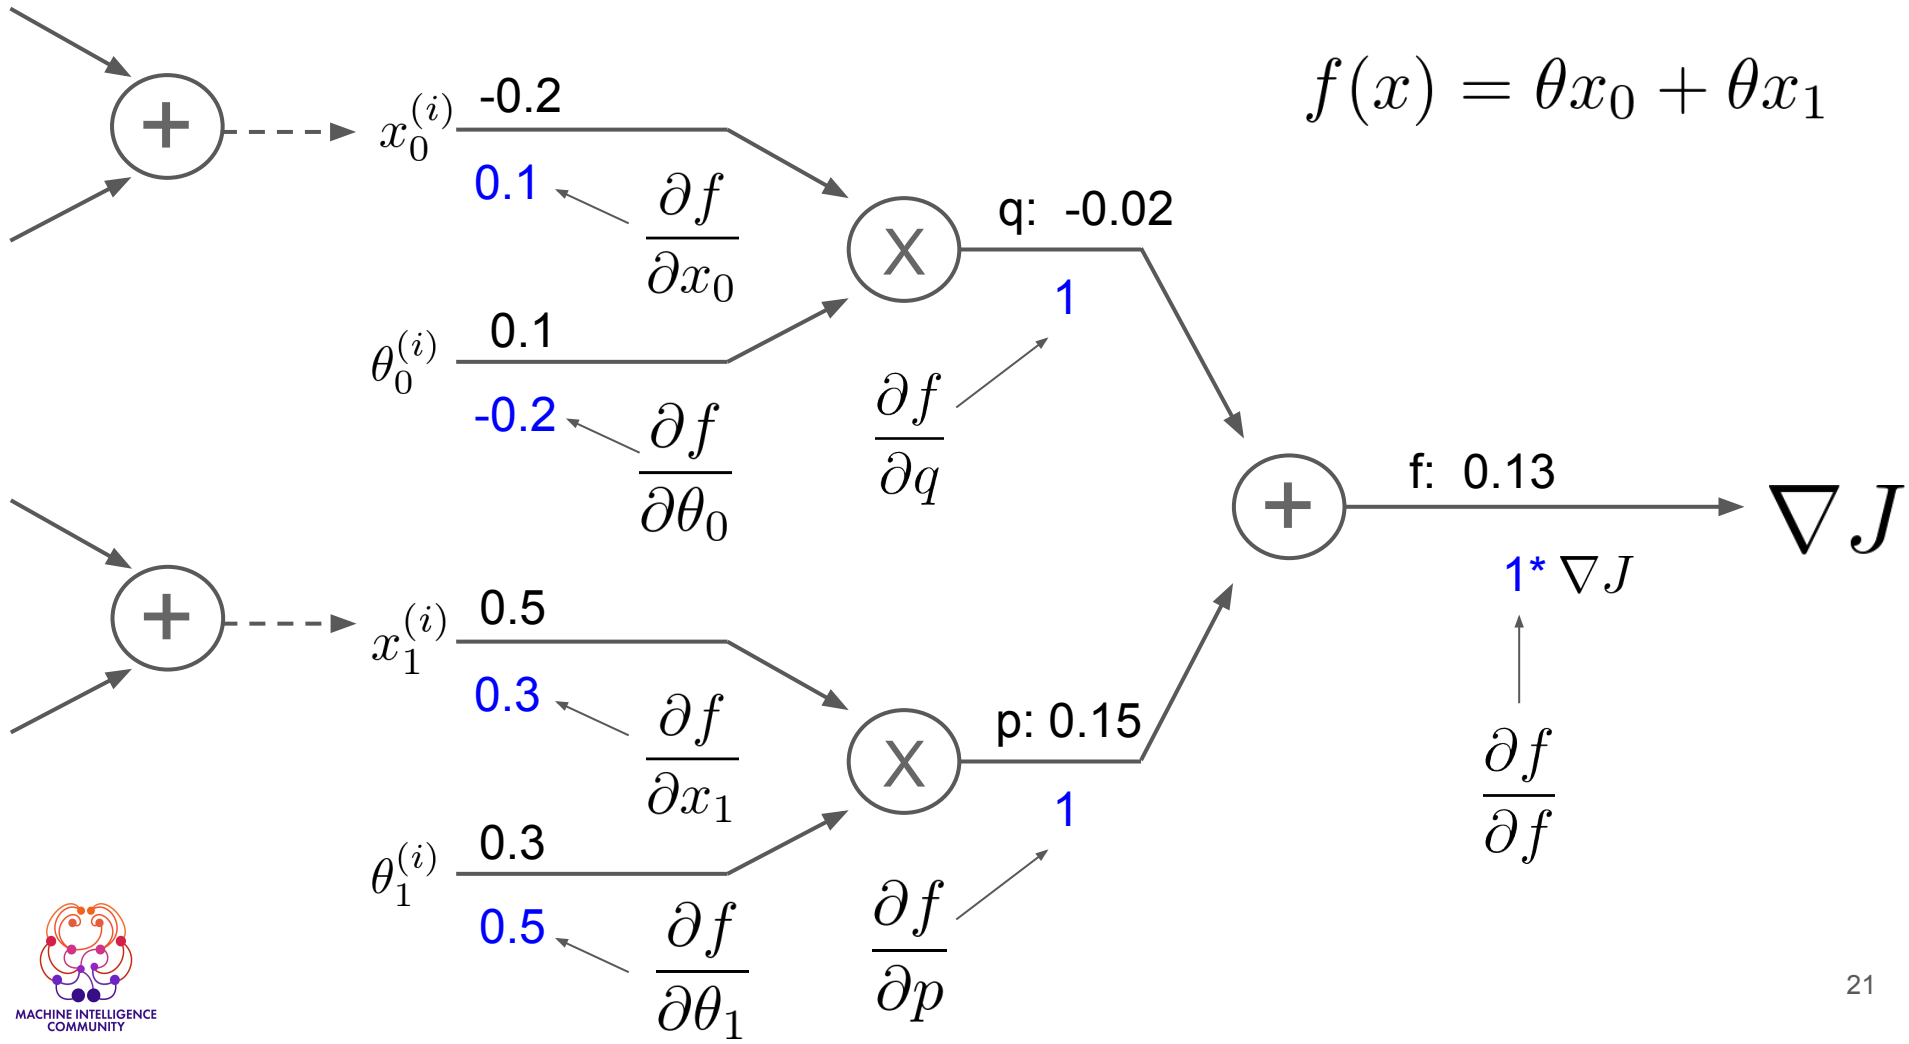 f(x) = θx₀ + θx₁
+
x₀⁽ⁱ⁾ -0.2
0.1
∂f/∂x₀
X
q: -0.02
1
θ₀⁽ⁱ⁾ 0.1
-0.2
∂f/∂θ₀
∂f/∂q
+
f: 0.13
∇J
1* ∇J
∂f/∂f
+
x₁⁽ⁱ⁾ 0.5
0.3
∂f/∂x₁
X
p: 0.15
1
θ₁⁽ⁱ⁾ 0.3
0.5
∂f/∂θ₁
∂f/∂p
MACHINE INTELLIGENCE
COMMUNITY
21